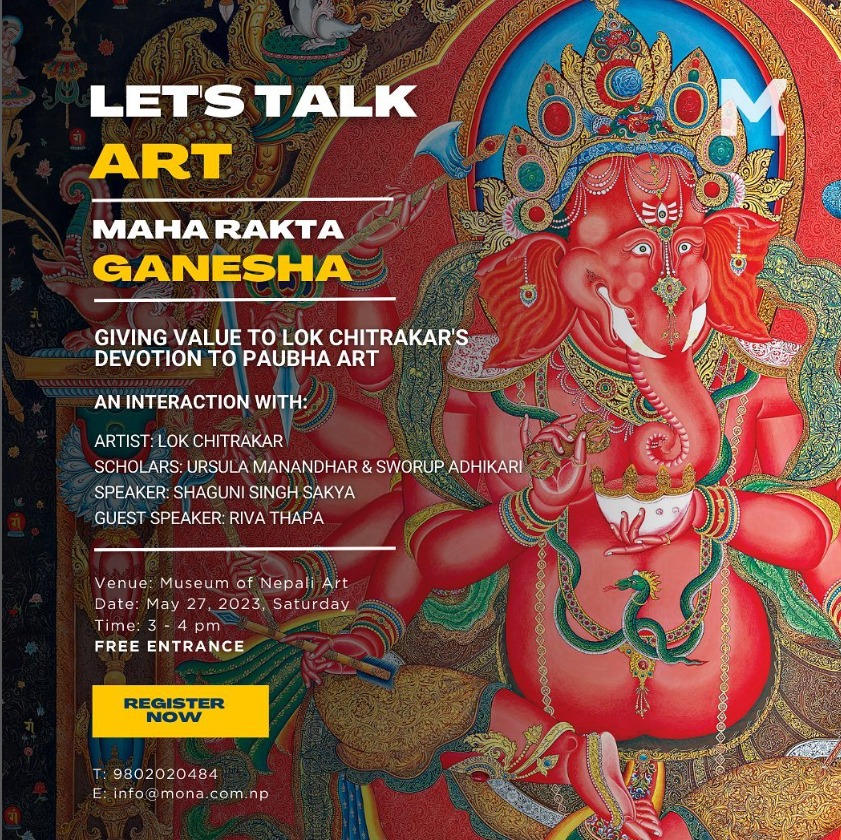 LET'S TALK
ART
M
MAHA RAKTA
GANESHA
GIVING VALUE TO LOK CHITRAKAR'S
DEVOTION TO PAUBHA ART
AN INTERACTION WITH:
ARTIST: LOK CHITRAKAR
SCHOLARS: URSULA MANANDHAR & SWORUP ADHIKARI
SPEAKER: SHAGUNI SINGH SAKYA
GUEST SPEAKER: RIVA THAPA
Venue: Museum of Nepali Art
Date: May 27, 2023, Saturday
Time: 3 - 4 pm
FREE ENTRANCE
REGISTER
NOW
T: 9802020484
E: info@mona.com.np